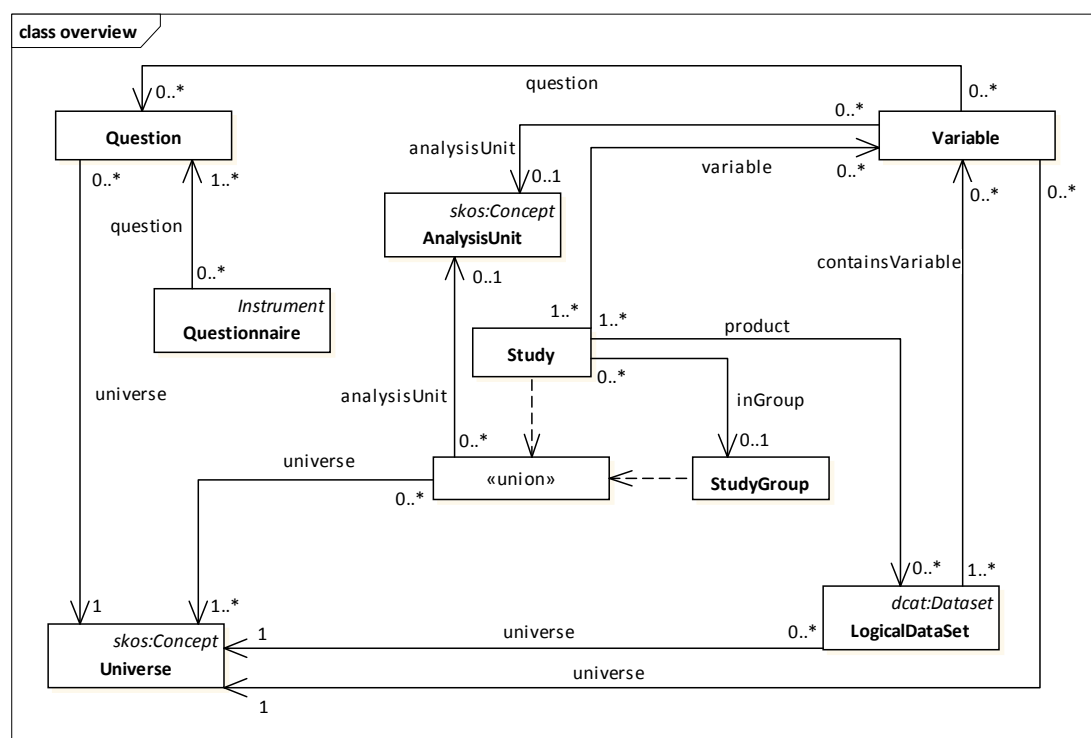 class overview
question
0..*
0..*
Question
Variable
0..*
analysisUnit
0..1
variable
0..*
0..*
1..*
0..*
0..*
question
skos:Concept
AnalysisUnit
0..1
containsVariable
0..*
Instrument
Questionnaire
1..*
1..*
product
Study
0..*
universe
analysisUnit
inGroup
0..*
0..1
universe
«union»
StudyGroup
0..*
0..*
1..*
1
1..*
dcat:Dataset
LogicalDataSet
skos:Concept
Universe
1
universe
0..*
universe
1